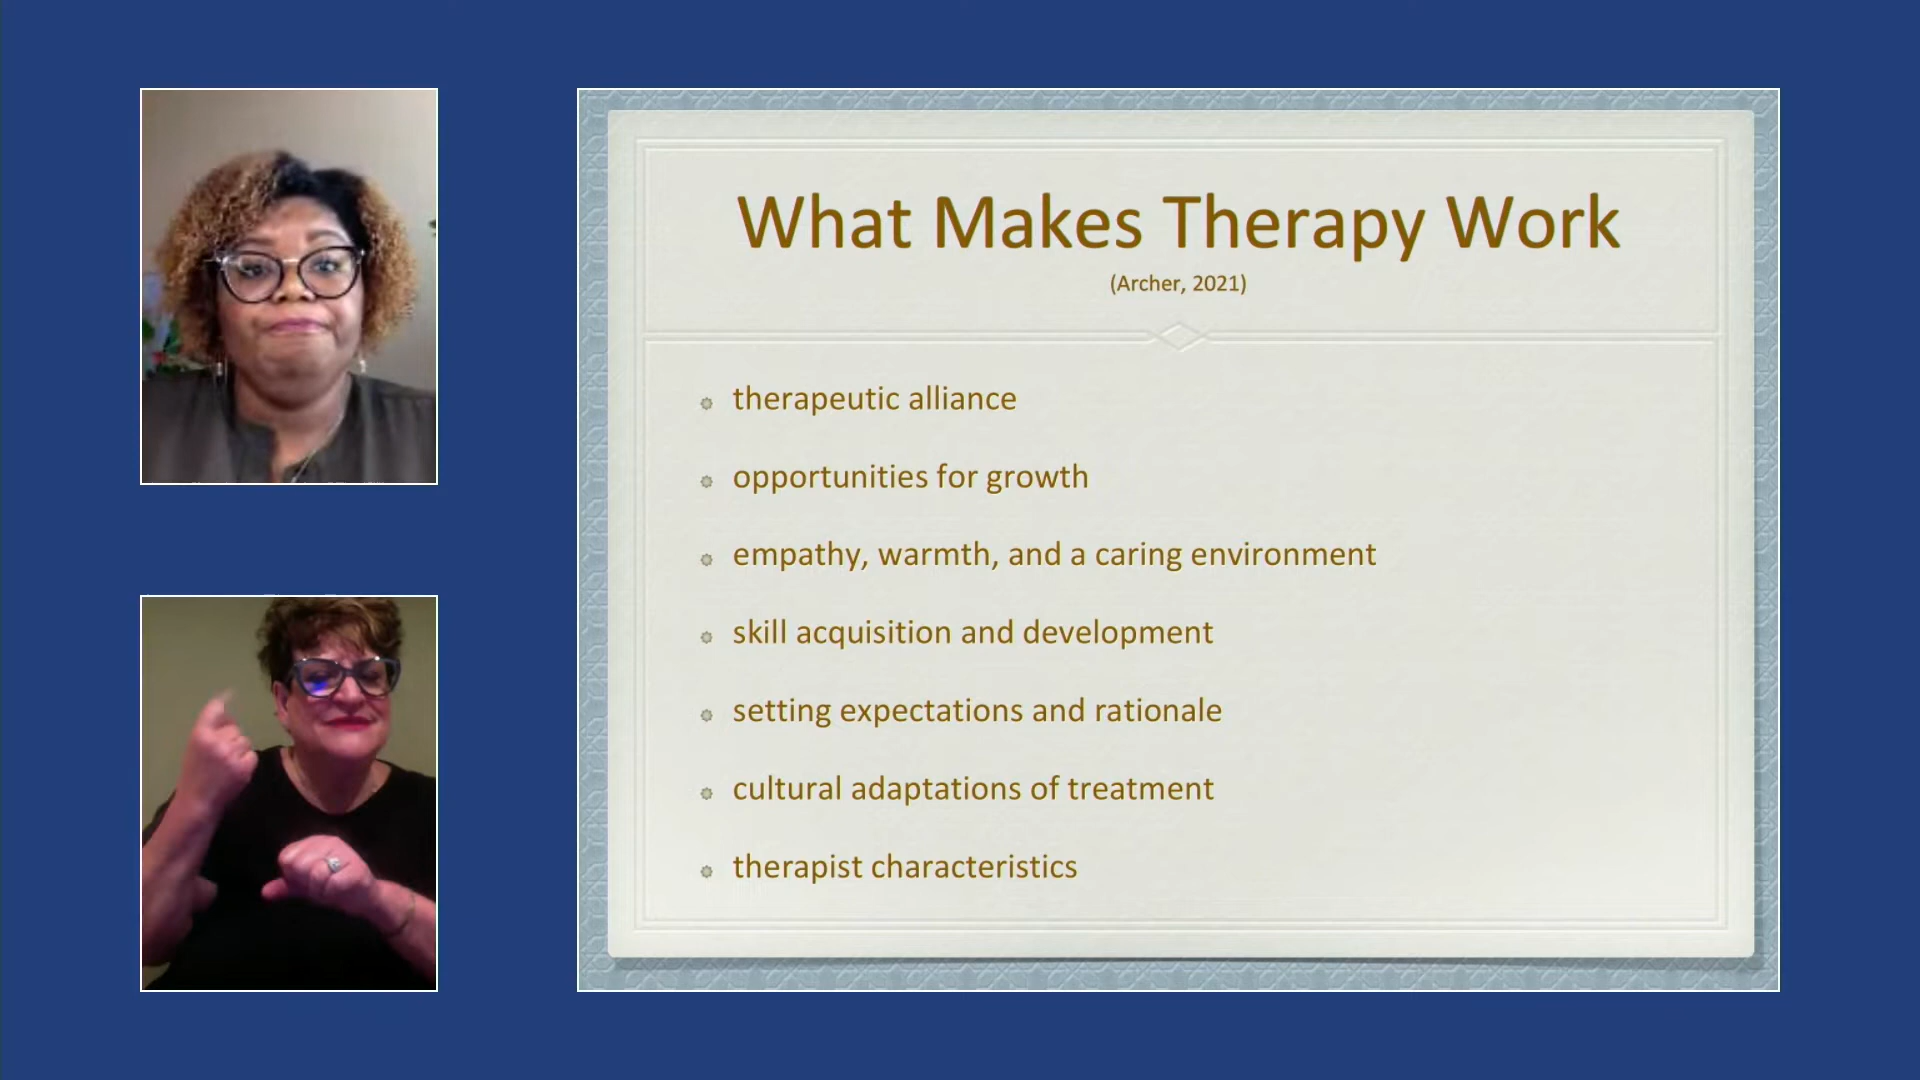 What Makes Therapy Work
(Archer, 2021)
therapeutic alliance
opportunities for growth
empathy, warmth, and a caring environment
skill acquisition and development
setting expectations and rationale
cultural adaptations of treatment
therapist characteristics